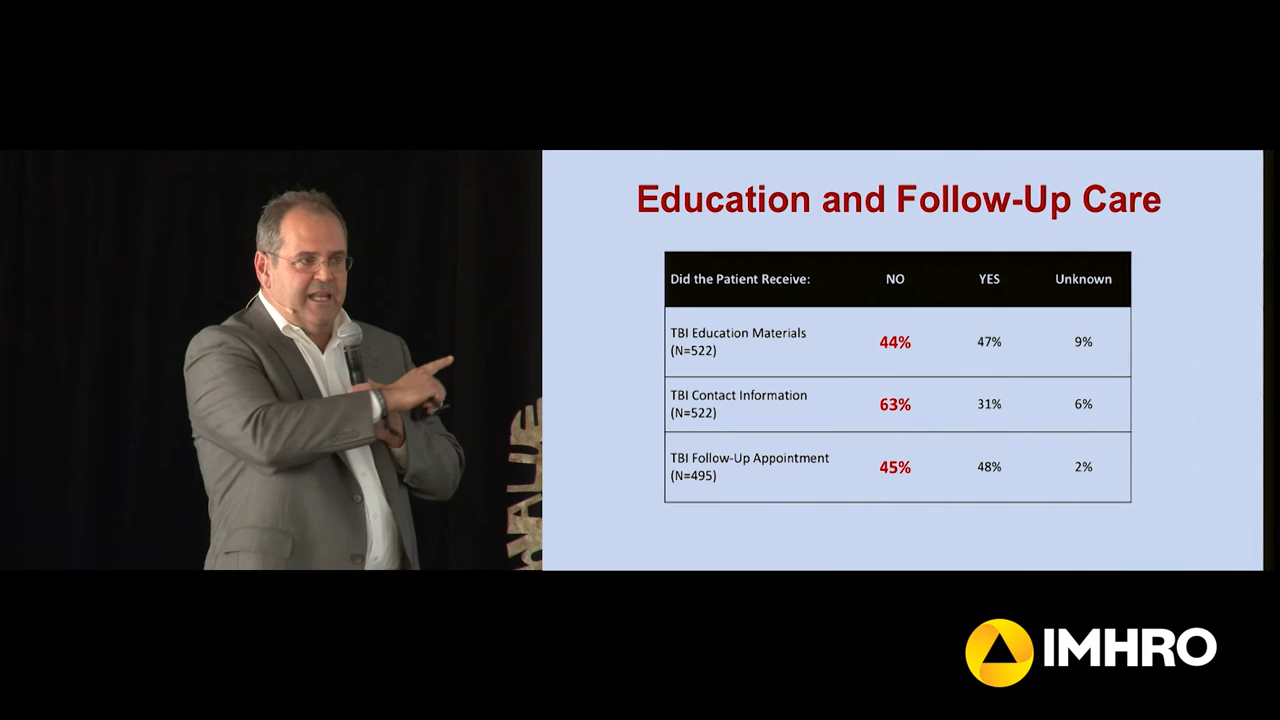 Education and Follow-Up Care
Did the Patient Receive: NO YES Unknown
TBI Education Materials
(N=522)
44% 47% 9%
TBI Contact Information
(N=522)
63% 31% 6%
TBI Follow-Up Appointment
(N=495)
45% 48% 2%
VALUE
IMHRO